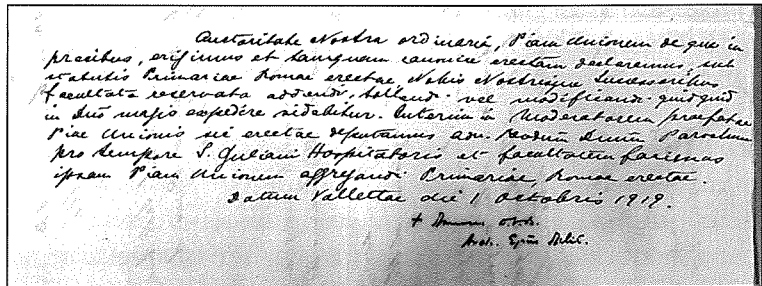 Auctoritate Nostra ordinaria, Piam Unionem de qua in
precibus, erigimus et tamquam canonice erectam declaramus, sub
statutis Primariae Romae erectae Nobis Nostrisque Successoribus
facultate reservata addendi, tollendi vel modificandi quidquid
in Dno magis expedire videbitur. Interim in Moderatorem praefatae
Piae Unionis sic erectae deputamus adm. Rvdum Dnum Parochum
pro tempore S. Juliani Hospitatoris et facultatem facimus
ipsam Piam Unionem aggregandi Primariae, Romae erectae.
Datum Vallettae die 1 Octobris 1919.
+
Epus Melit.